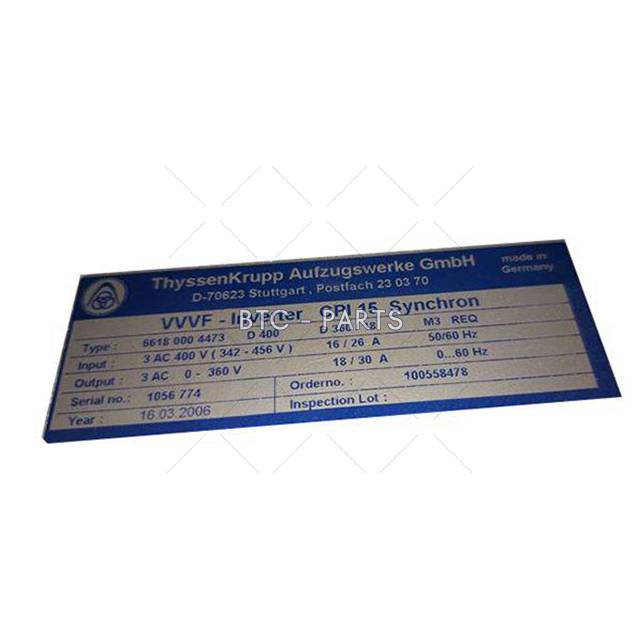 ThyssenKrupp Aufzugswerke GmbH
made in Germany
D-70623 Stuttgart , Postfach 23 03 70
VVVF - Inverter CPI 15 Synchron
BTC - PARTS
Type : 6618 000 4473 D 400 M3 REQ
Input : 3 AC 400 V ( 342 - 456 V ) 16 / 26 A 50/60 Hz
Output : 3 AC 0 - 360 V 18 / 30 A 0...60 Hz
Serial no.: 1056 774 Orderno.: 100558478
Year : 16.03.2006 Inspection Lot :